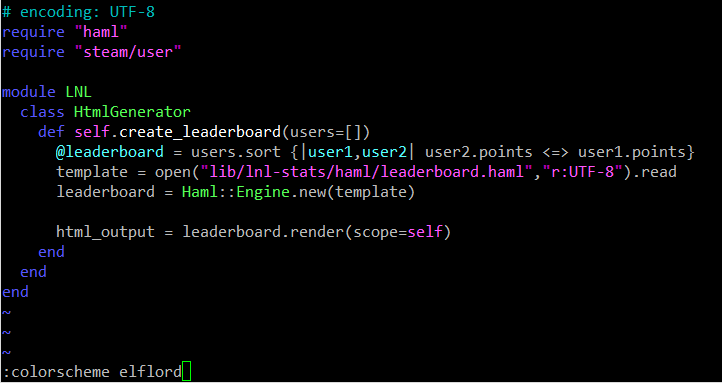 # encoding: UTF-8
require "haml"
require "steam/user"

module LNL
  class HtmlGenerator
    def self.create_leaderboard(users=[])
      @leaderboard = users.sort {|user1,user2| user2.points <=> user1.points}
      template = open("lib/lnl-stats/haml/leaderboard.haml","r:UTF-8").read
      leaderboard = Haml::Engine.new(template)

      html_output = leaderboard.render(scope=self)
    end
  end
end
~
~
~
:colorscheme elflord